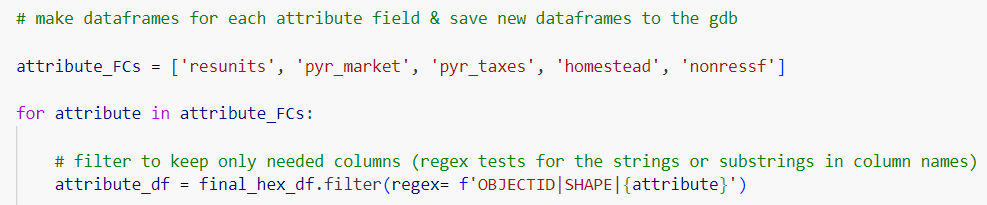 # make dataframes for each attribute field & save new dataframes to the gdb
attribute_FCs = ['resunits', 'pyr_market', 'pyr_taxes', 'homestead', 'nonressf']
for attribute in attribute_FCs:
# filter to keep only needed columns (regex tests for the strings or substrings in column names)
attribute_df = final_hex_df.filter(regex= f'OBJECTID|SHAPE|{attribute}')